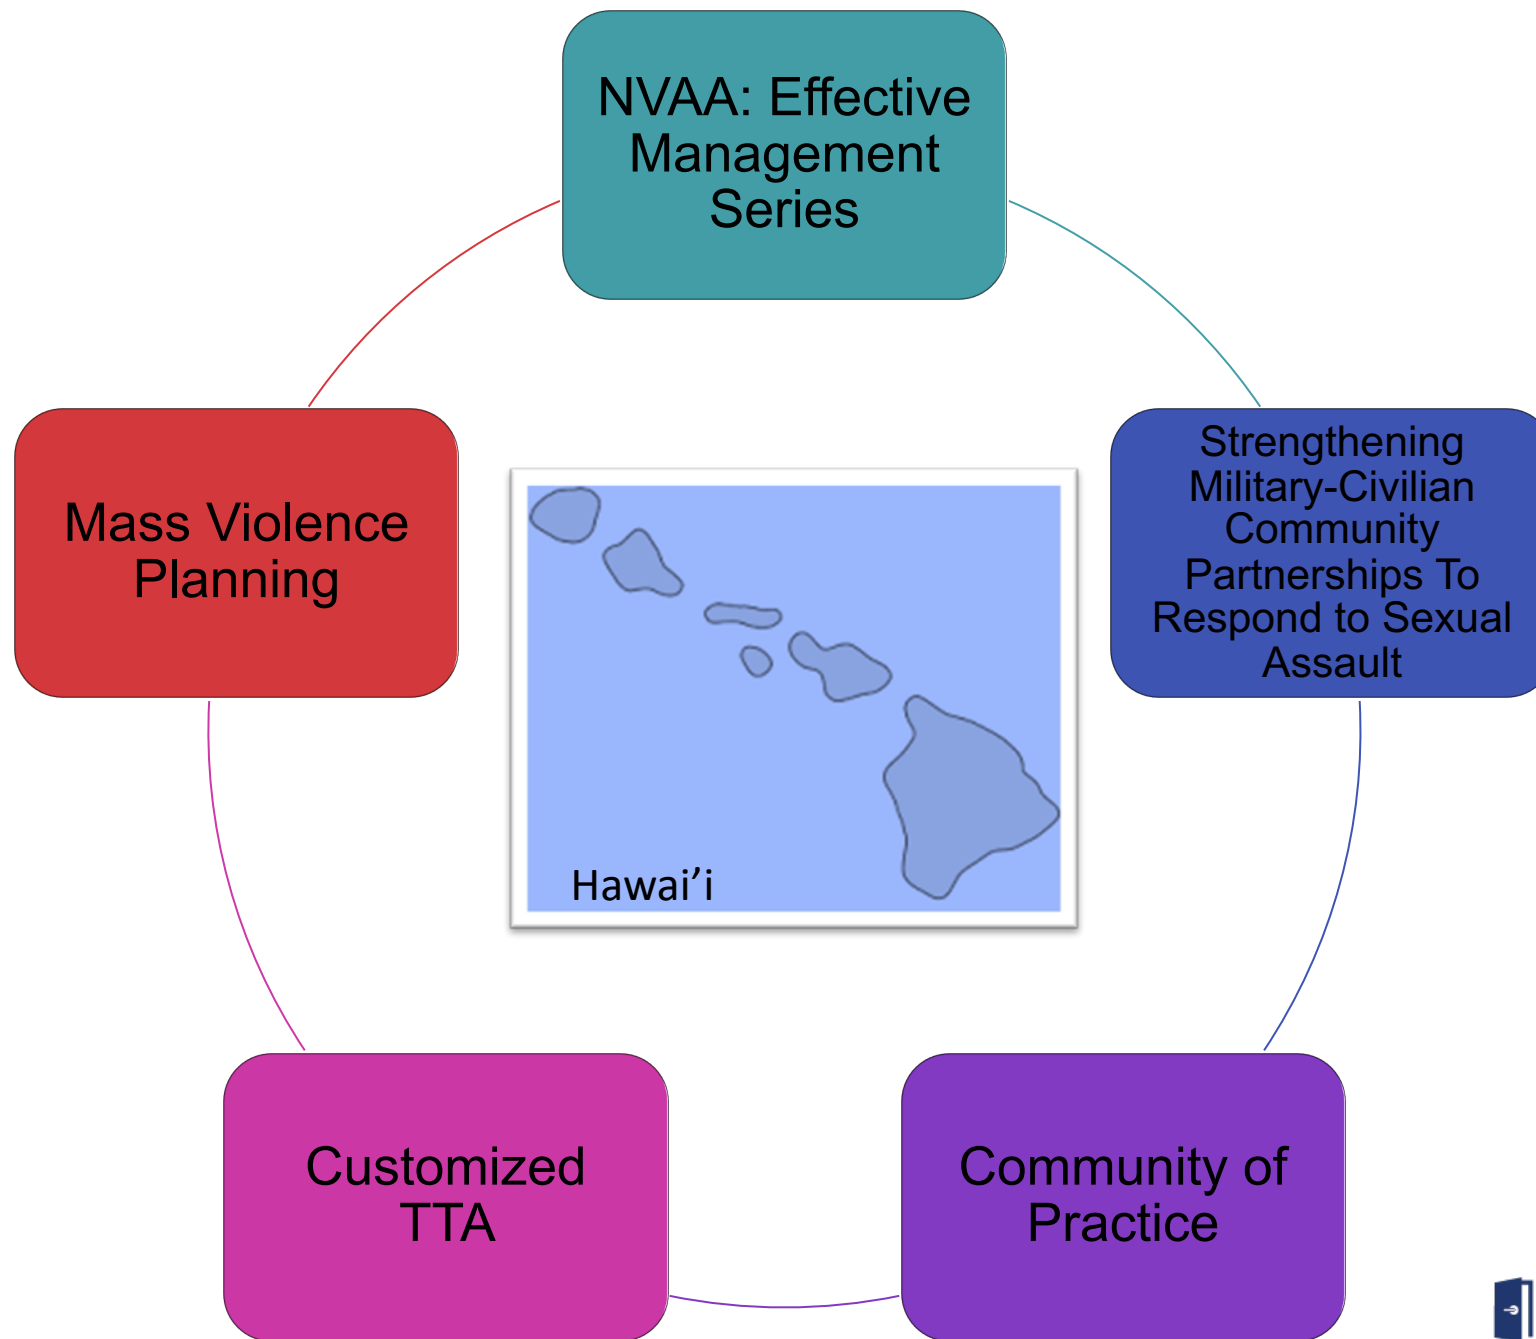 NVAA: Effective
Management
Series
Mass Violence
Planning
Strengthening
Military-Civilian
Community
Partnerships To
Respond to Sexual
Assault
Hawai’i
Customized
TTA
Community of
Practice